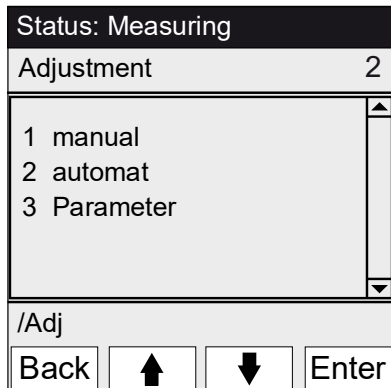 Status: Measuring
Adjustment 2
1 manual
2 automat
3 Parameter
/Adj
Back Enter